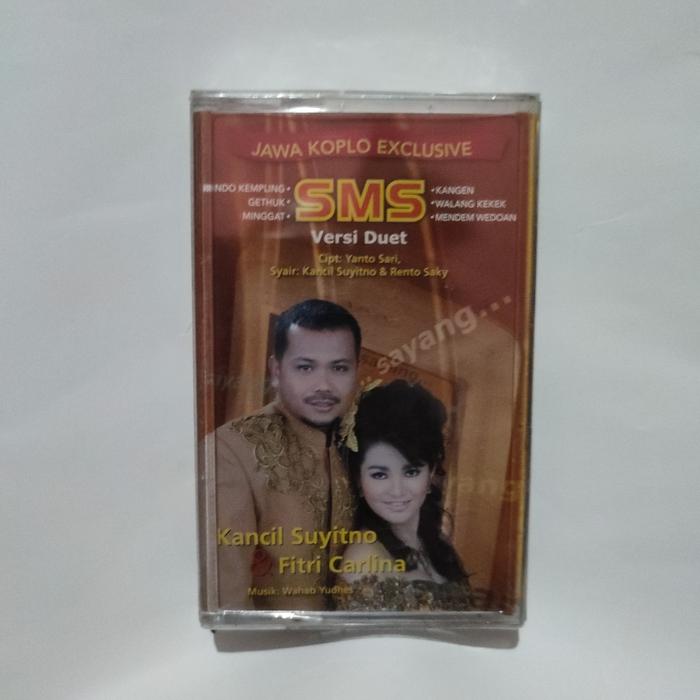 JAWA KOPLO EXCLUSIVE
NDO KEMPLING •
GETHUK •
MINGGAT •
SMS
• KANGEN
• WALANG KEKEK
• MENDEM WEDOAN
Versi Duet
Cipt: Yanto Sari,
Syair: Kancil Suyitno & Rento Saky
sayang...
Kancil Suyitno
& Fitri Carlina
Musik: Wahab Yudhes